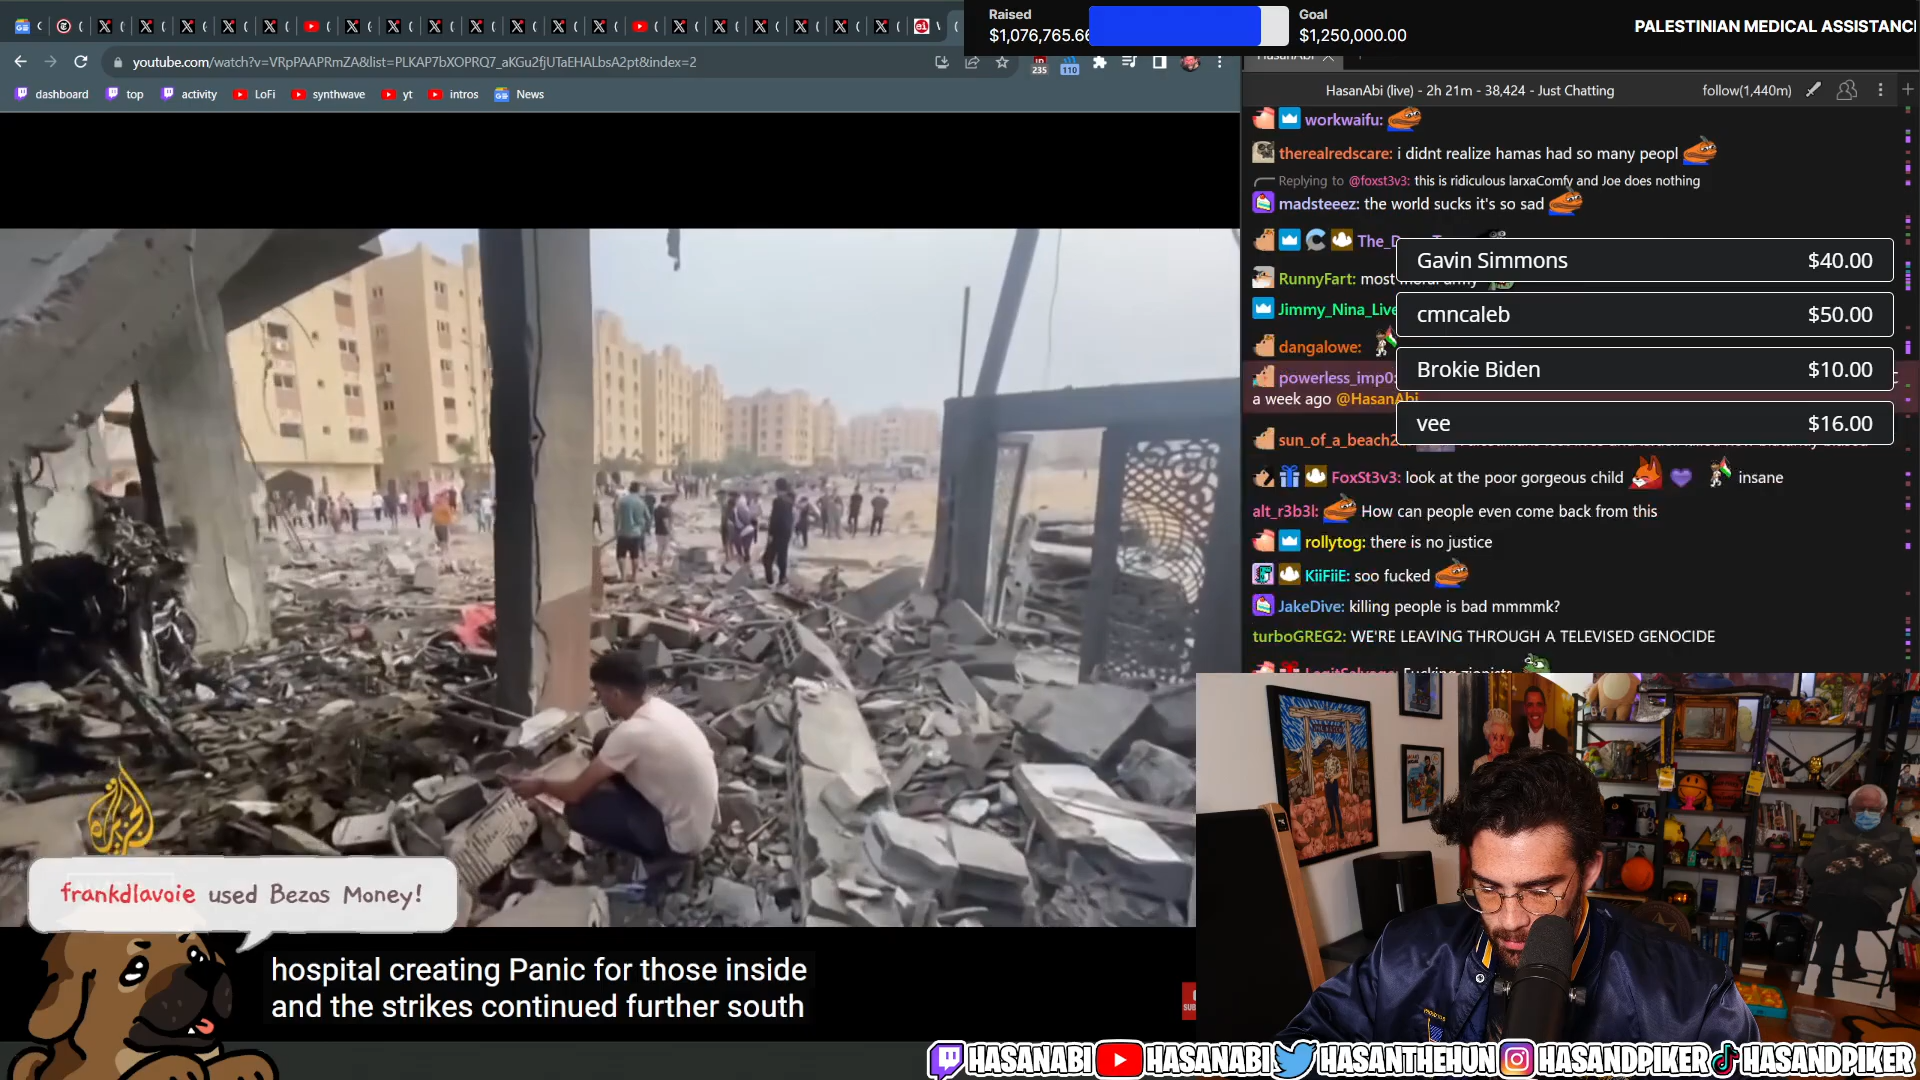 Raised
$1,076,765.66
Goal
$1,250,000.00
PALESTINIAN MEDICAL ASSISTANC
youtube.com/watch?v=VRpPAAPRmZA&list=PLKAP7bXOPRQ7_aKGu2fjUTaEHALbsA2pt&index=2
235
110
dashboard
top
activity
LoFi
synthwave
yt
intros
News
HasanAbi (live) - 2h 21m - 38,424 - Just Chatting
follow(1,440m)
workwaifu:
therealredscare: i didnt realize hamas had so many peopl
Replying to @foxst3v3: this is ridiculous larxaComfy and Joe does nothing
madsteeez: the world sucks it's so sad
RunnyFart: most moral army
Jimmy_Nina_Live
dangalowe:
powerless_imp0:
a week ago @HasanAbi
sun_of_a_beach2
Gavin Simmons $40.00
cmncaleb $50.00
Brokie Biden $10.00
vee $16.00
FoxSt3v3: look at the poor gorgeous child insane
alt_r3b3l: How can people even come back from this
rollytog: there is no justice
KiiFiiE: soo fucked
JakeDive: killing people is bad mmmmk?
turboGREG2: WE'RE LEAVING THROUGH A TELEVISED GENOCIDE
frankdlavoie used Bezos Money!
hospital creating Panic for those inside
and the strikes continued further south
HASANABI HASANABI HASANTHEHUN HASANDPIKER HASANDPIKER